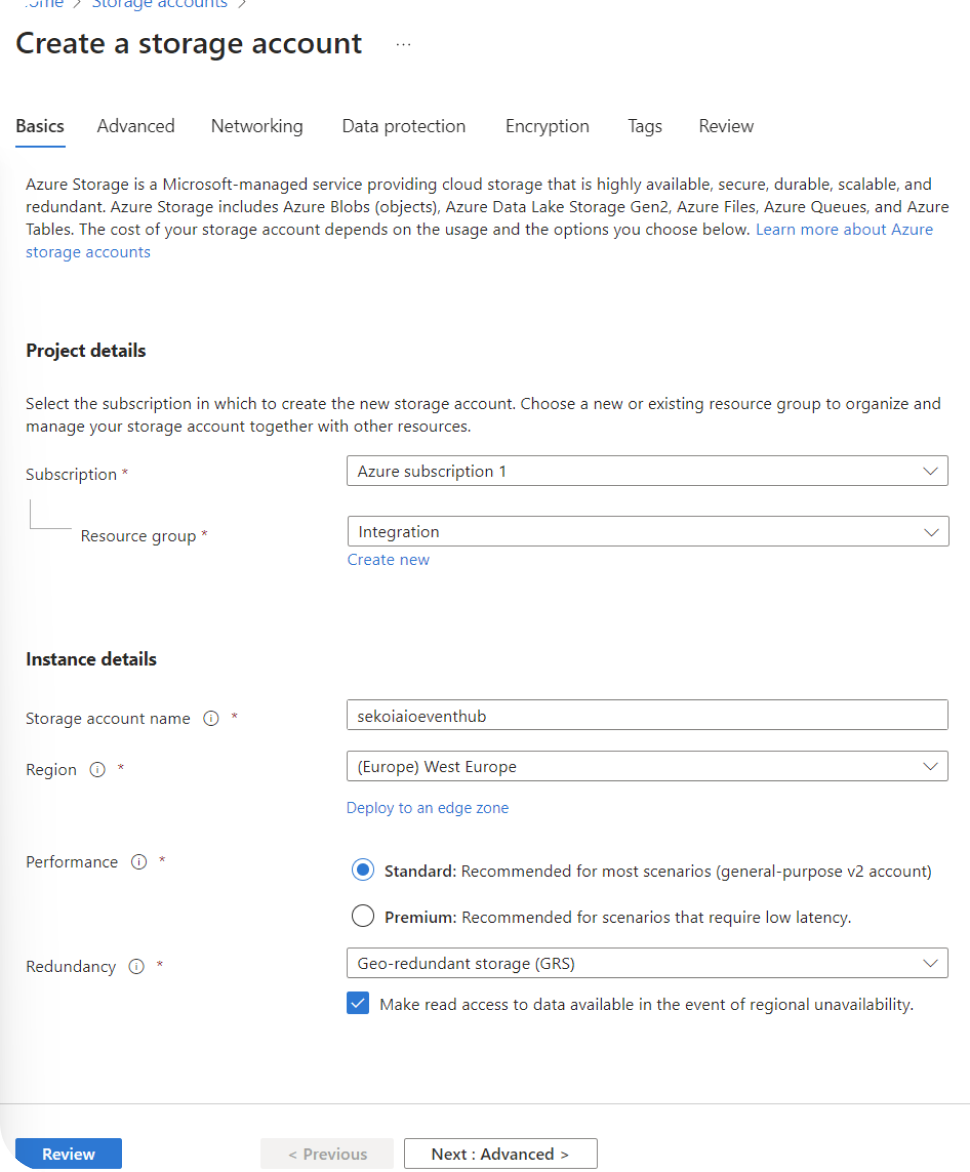 Storage accounts >
Create a storage account ...
Basics Advanced Networking Data protection Encryption Tags Review
Azure Storage is a Microsoft-managed service providing cloud storage that is highly available, secure, durable, scalable, and
redundant. Azure Storage includes Azure Blobs (objects), Azure Data Lake Storage Gen2, Azure Files, Azure Queues, and Azure
Tables. The cost of your storage account depends on the usage and the options you choose below. Learn more about Azure
storage accounts
Project details
Select the subscription in which to create the new storage account. Choose a new or existing resource group to organize and
manage your storage account together with other resources.
Subscription * Azure subscription 1
Resource group * Integration
Create new
Instance details
Storage account name * sekoiaioeventhub
Region * (Europe) West Europe
Deploy to an edge zone
Performance * Standard: Recommended for most scenarios (general-purpose v2 account)
Premium: Recommended for scenarios that require low latency.
Redundancy * Geo-redundant storage (GRS)
Make read access to data available in the event of regional unavailability.
Review < Previous Next : Advanced >